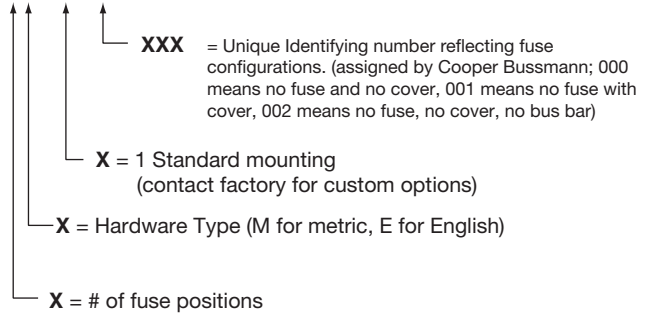 XXX = Unique Identifying number reflecting fuse
configurations. (assigned by Cooper Bussmann; 000
means no fuse and no cover, 001 means no fuse with
cover, 002 means no fuse, no cover, no bus bar)
X = 1 Standard mounting
(contact factory for custom options)
X = Hardware Type (M for metric, E for English)
X = # of fuse positions